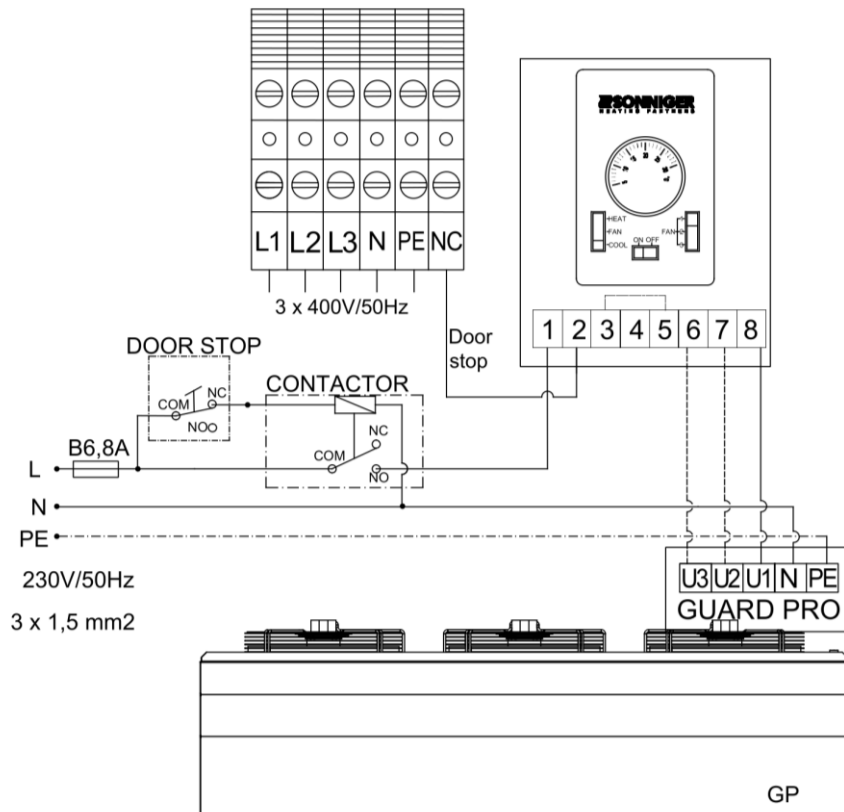 SONNIGER
HEATING PARTNERS
HEAT
FAN
COOL
ON OFF
FAN
L1 L2 L3 N PE NC
3 x 400V/50Hz
Door
stop
1 2 3 4 5 6 7 8
DOOR STOP
COM
NC
NO
CONTACTOR
NC
COM
NO
B6,8A
L
N
PE
230V/50Hz
3 x 1,5 mm2
U3 U2 U1 N PE
GUARD PRO
GP